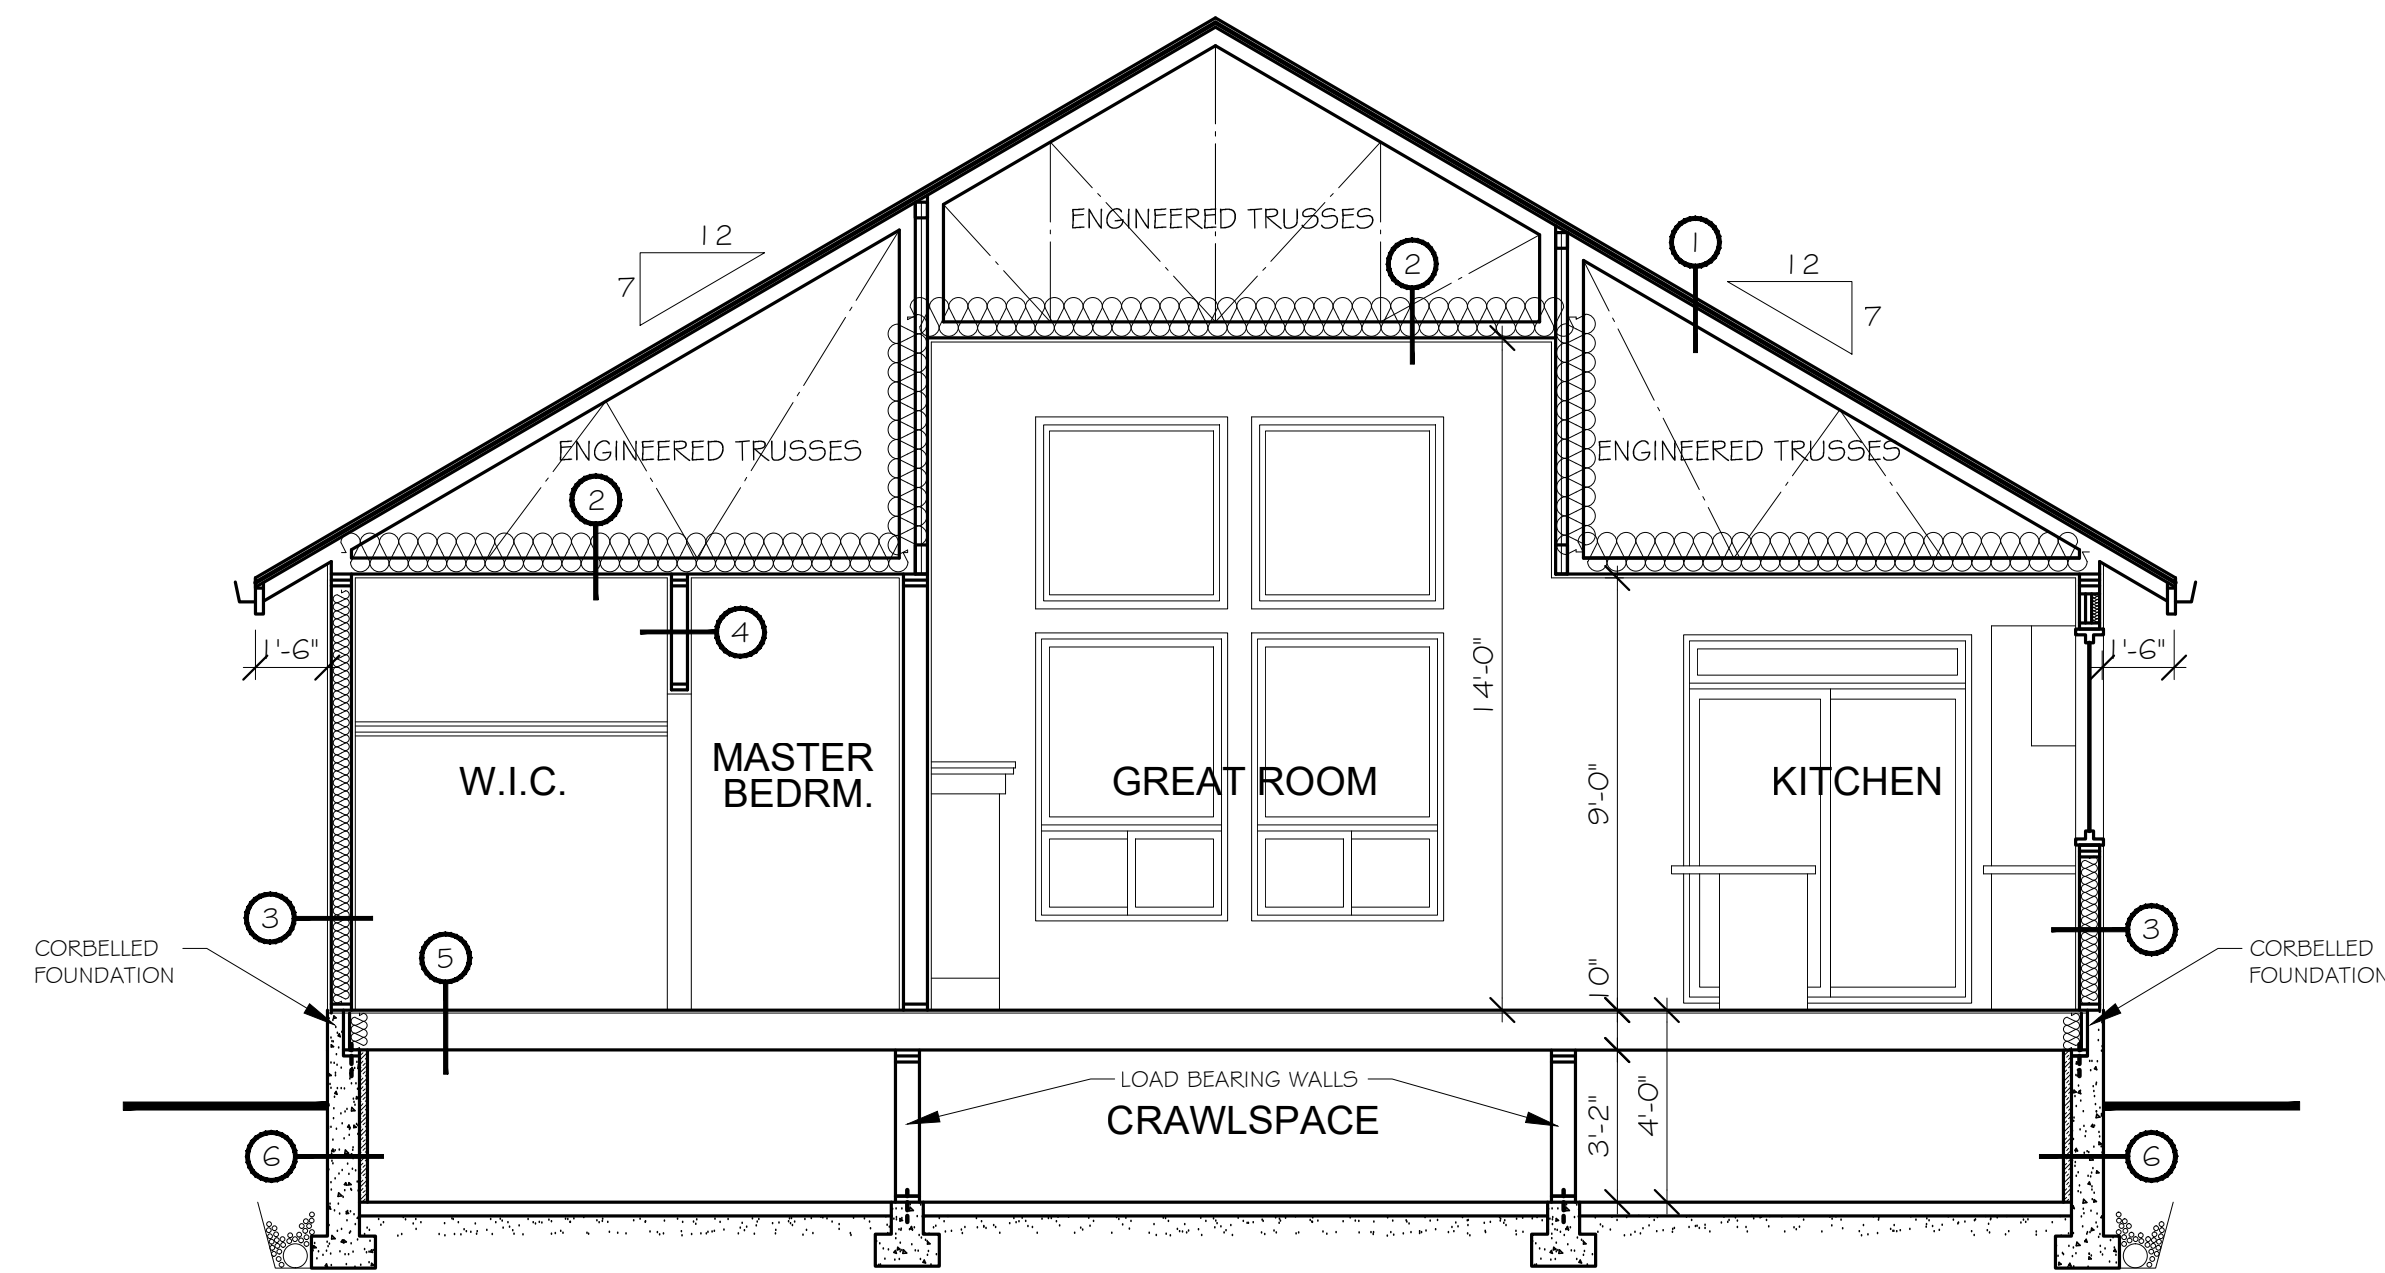 12
7
ENGINEERED TRUSSES
1
2
12
7
ENGINEERED TRUSSES
ENGINEERED TRUSSES
2
4
1'-6"
1'-6"
14'-0"
W.I.C.
MASTER
BEDRM.
GREAT ROOM
9'-0"
KITCHEN
3
3
CORBELLED
FOUNDATION
5
10"
CORBELLED
FOUNDATION
LOAD BEARING WALLS
CRAWLSPACE
3'-2"
4'-0"
6
6